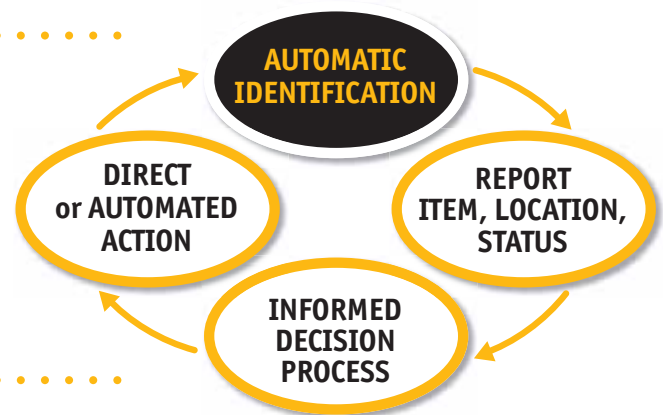 AUTOMATIC
IDENTIFICATION
REPORT
ITEM, LOCATION,
STATUS
INFORMED
DECISION
PROCESS
DIRECT
or AUTOMATED
ACTION